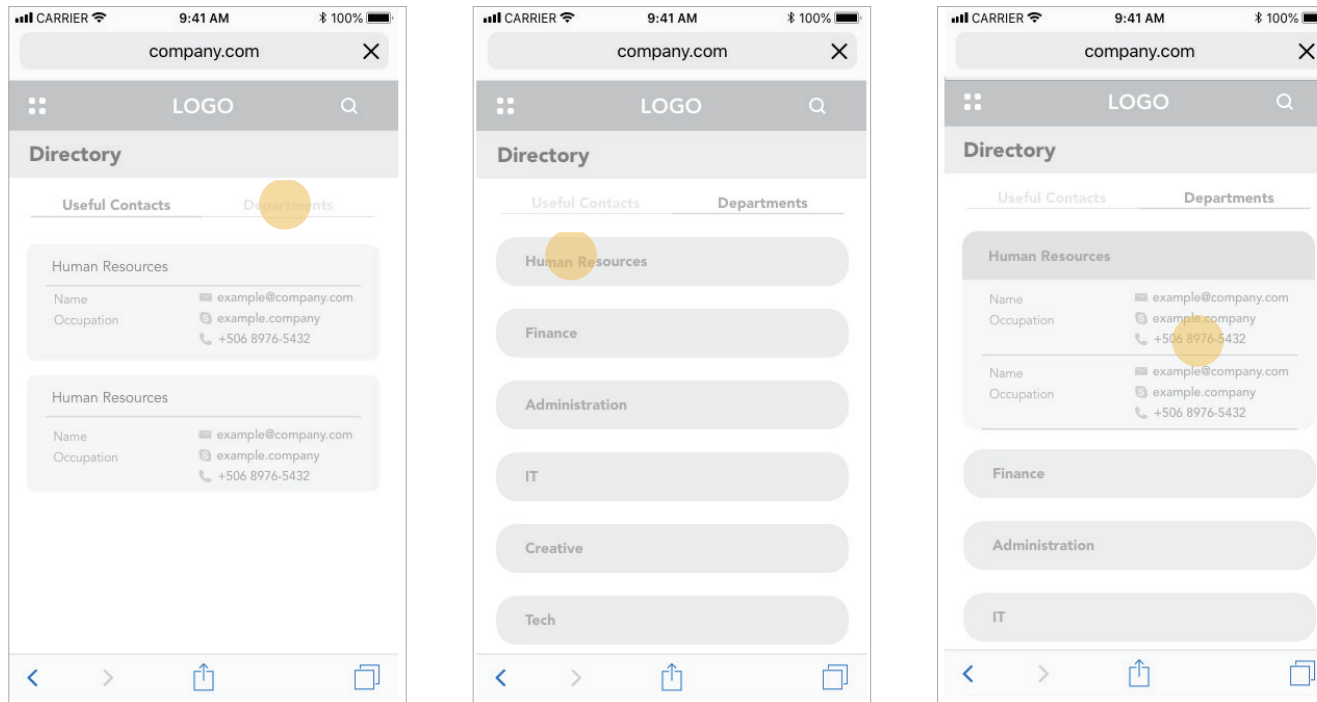 CARRIER 9:41 AM 100%
company.com
LOGO
Directory
Useful Contacts Departments
Human Resources
Name example@company.com
Occupation example.company
+506 8976-5432
Human Resources
Name example@company.com
Occupation example.company
+506 8976-5432
CARRIER 9:41 AM 100%
company.com
LOGO
Directory
Useful Contacts Departments
Human Resources
Finance
Administration
IT
Creative
Tech
CARRIER 9:41 AM 100%
company.com
LOGO
Directory
Useful Contacts Departments
Human Resources
Name example@company.com
Occupation example.company
+506 8976-5432
Name example@company.com
Occupation example.company
+506 8976-5432
Finance
Administration
IT